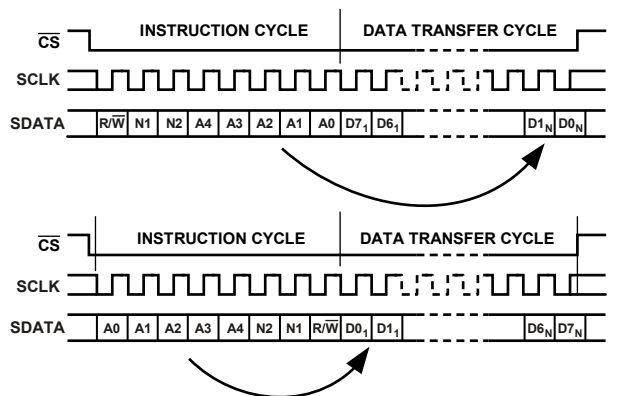 INSTRUCTION CYCLE DATA TRANSFER CYCLE
CS
SCLK
SDATA R/W N1 N2 A4 A3 A2 A1 A0 D7₁ D6₁ D1N D0N
INSTRUCTION CYCLE DATA TRANSFER CYCLE
CS
SCLK
SDATA A0 A1 A2 A3 A4 N2 N1 R/W D0₁ D1₁ D6N D7N